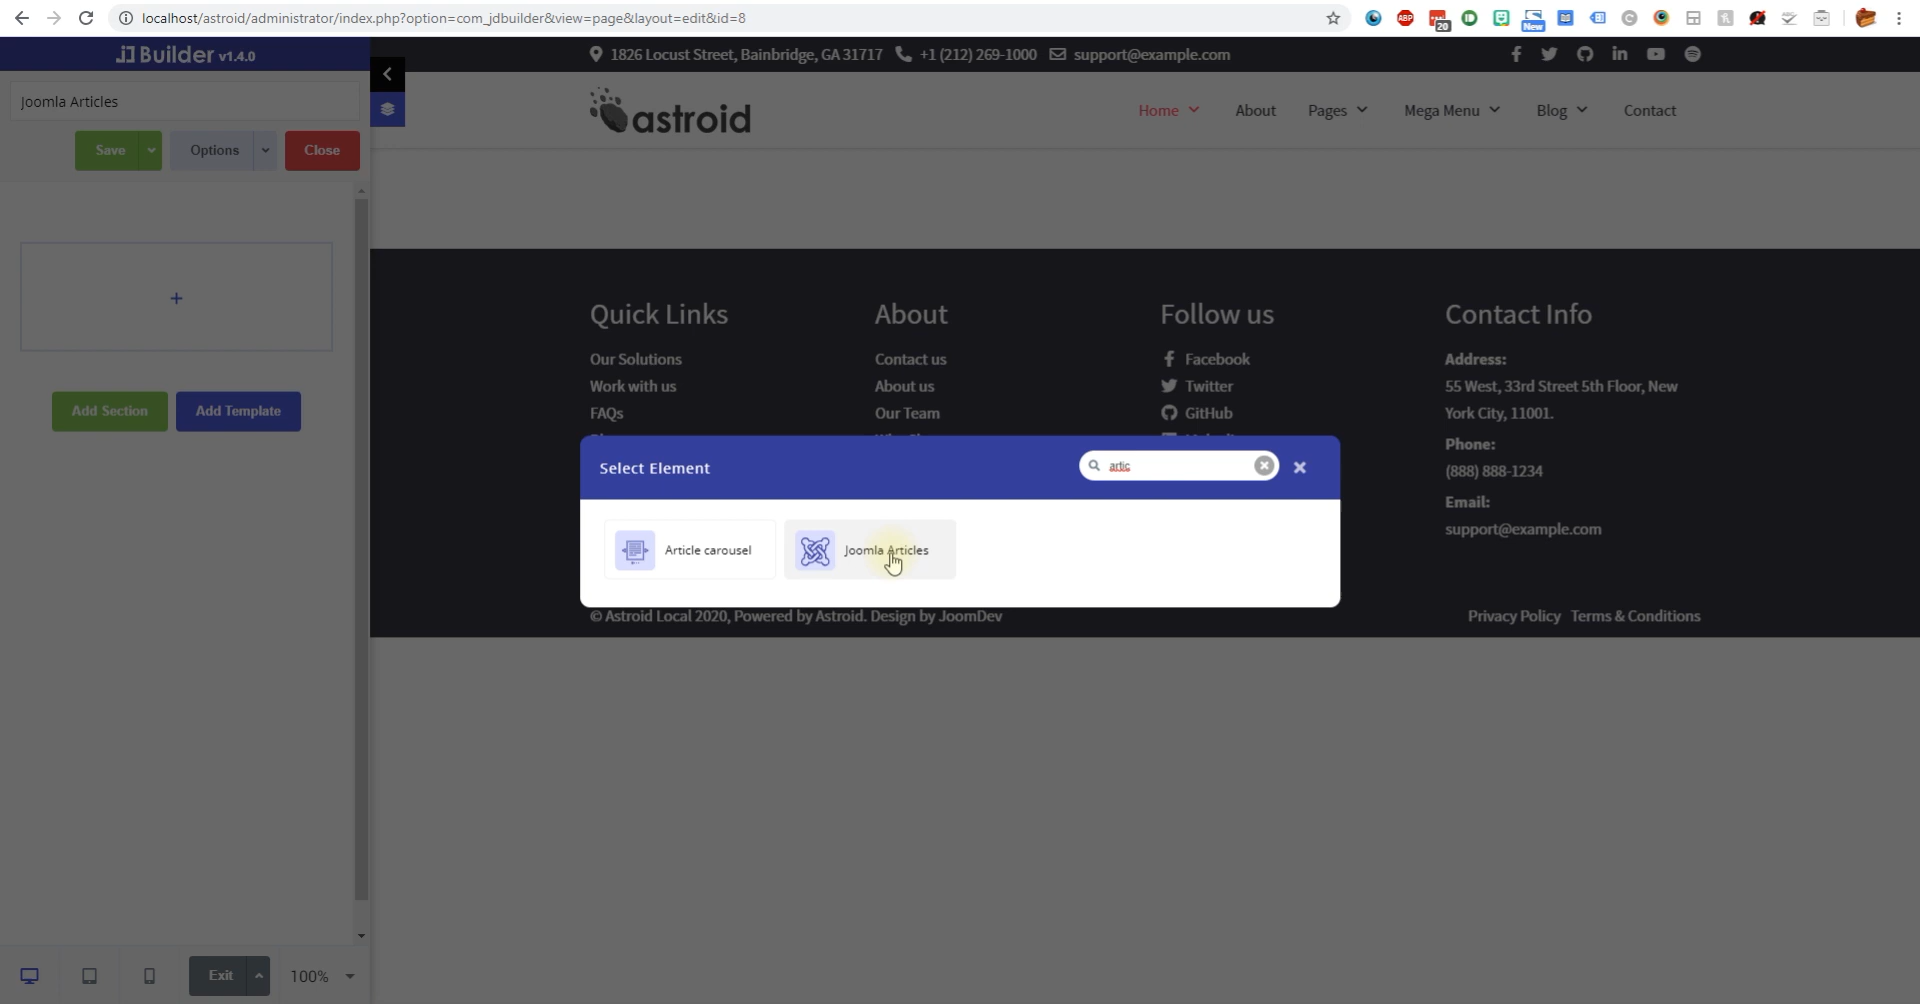 localhost/astroid/administrator/index.php?option=com_jdbuilder&view=page&layout=edit&id=8
ABP
20
New
JD Builder v1.4.0
1826 Locust Street, Bainbridge, GA 31717 +1 (212) 269-1000 support@example.com
Joomla Articles
astroid
Home About Pages Mega Menu Blog Contact
Save Options Close
Quick Links About Follow us Contact Info
Our Solutions Contact us Facebook Address:
Work with us About us Twitter 55 West, 33rd Street 5th Floor, New
FAQs Our Team GitHub York City, 11001.
Add Section Add Template
Phone:
Select Element artic (888) 888-1234
Email:
support@example.com
Article carousel Joomla Articles
© Astroid Local 2020, Powered by Astroid. Design by JoomDev Privacy Policy Terms & Conditions
Exit 100%